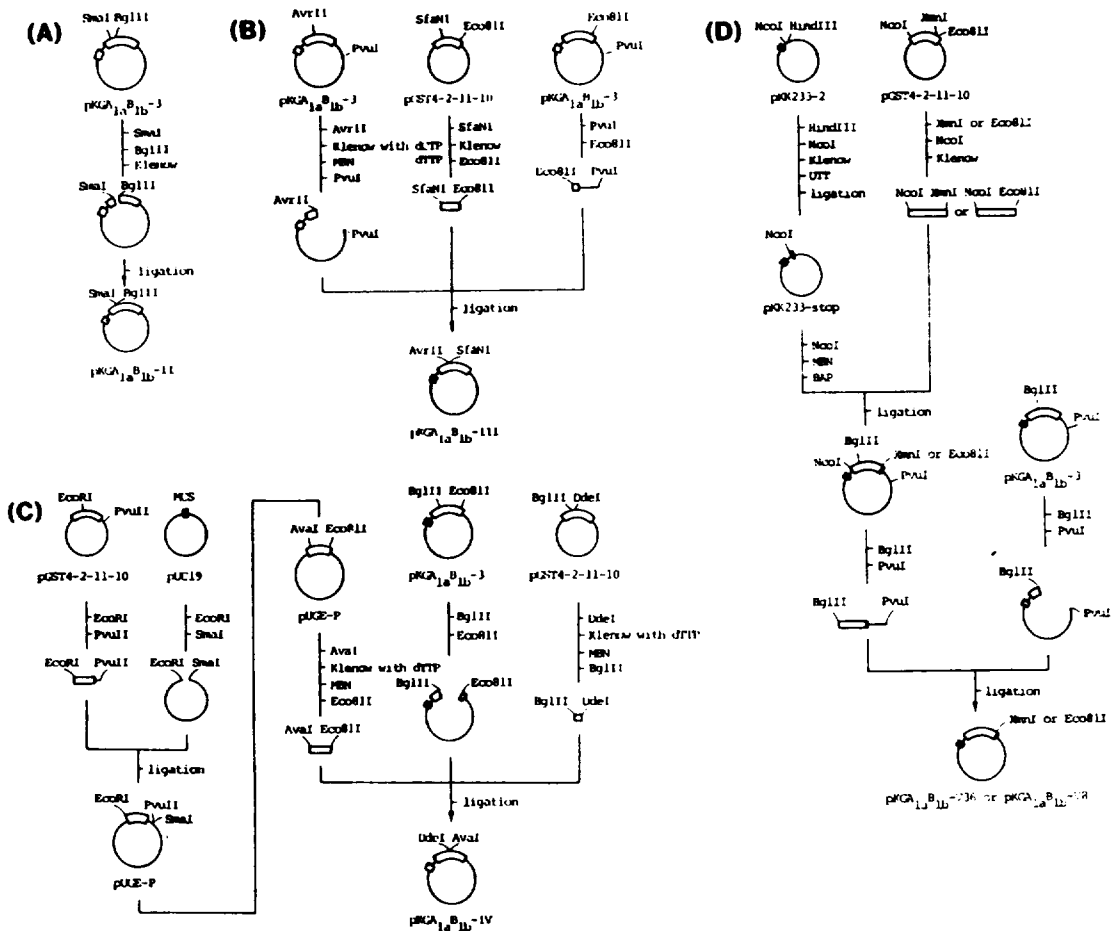 (A)
SmaI BglII
pKGA1aB1b-3
SmaI
BglII
Klenow
SmaI BglII
ligation
SmaI BglII
pKGA1aB1b-II
(B)
AvrII
PvuI
pKGA1aB1b-3
AvrII
Klenow with dCTP
MBN dTTP
PvuI
AvrII
PvuI
SfaNI
Eco81I
pGST4-2-11-10
SfaNI
Klenow
Eco81I
SfaNI Eco81I
Eco81I
PvuI
PvuI
Eco81I
Eco81I PvuI
ligation
AvrII SfaNI
pKGA1aB1b-III
(C)
EcoRI
PvuII
pGST4-2-11-10
EcoRI
PvuII
EcoRI PvuII
MCS
pUC19
EcoRI
SmaI
EcoRI SmaI
ligation
EcoRI
PvuII
SmaI
pUGE-P
AvaI Eco81I
pUGE-P
AvaI
Klenow with dTTP
MBN
Eco81I
AvaI Eco81I
BglII Eco81I
pKGA1aB1b-3
BglII
Eco81I
BglII
Eco81I
BglII DdeI
pGST4-2-11-10
DdeI
Klenow with dTTP
MBN
BglII
BglII DdeI
ligation
DdeI AvaI
pKGA1aB1b-IV
(D)
NcoI HindIII
pKK233-2
HindIII
NcoI
Klenow
UTT
ligation
NcoI
pKK233-stop
NcoI
MBN
BAP
NcoI XmnI
Eco81I
pGST4-2-11-10
XmnI or Eco81I
NcoI
Klenow
NcoI XmnI NcoI Eco81I
or
ligation
BglII
NcoI
XmnI or Eco81I
PvuI
BglII
PvuI
BglII PvuI
BglII
PvuI
pKGA1aB1b-3
BglII
PvuI
BglII
PvuI
ligation
XmnI or Eco81I